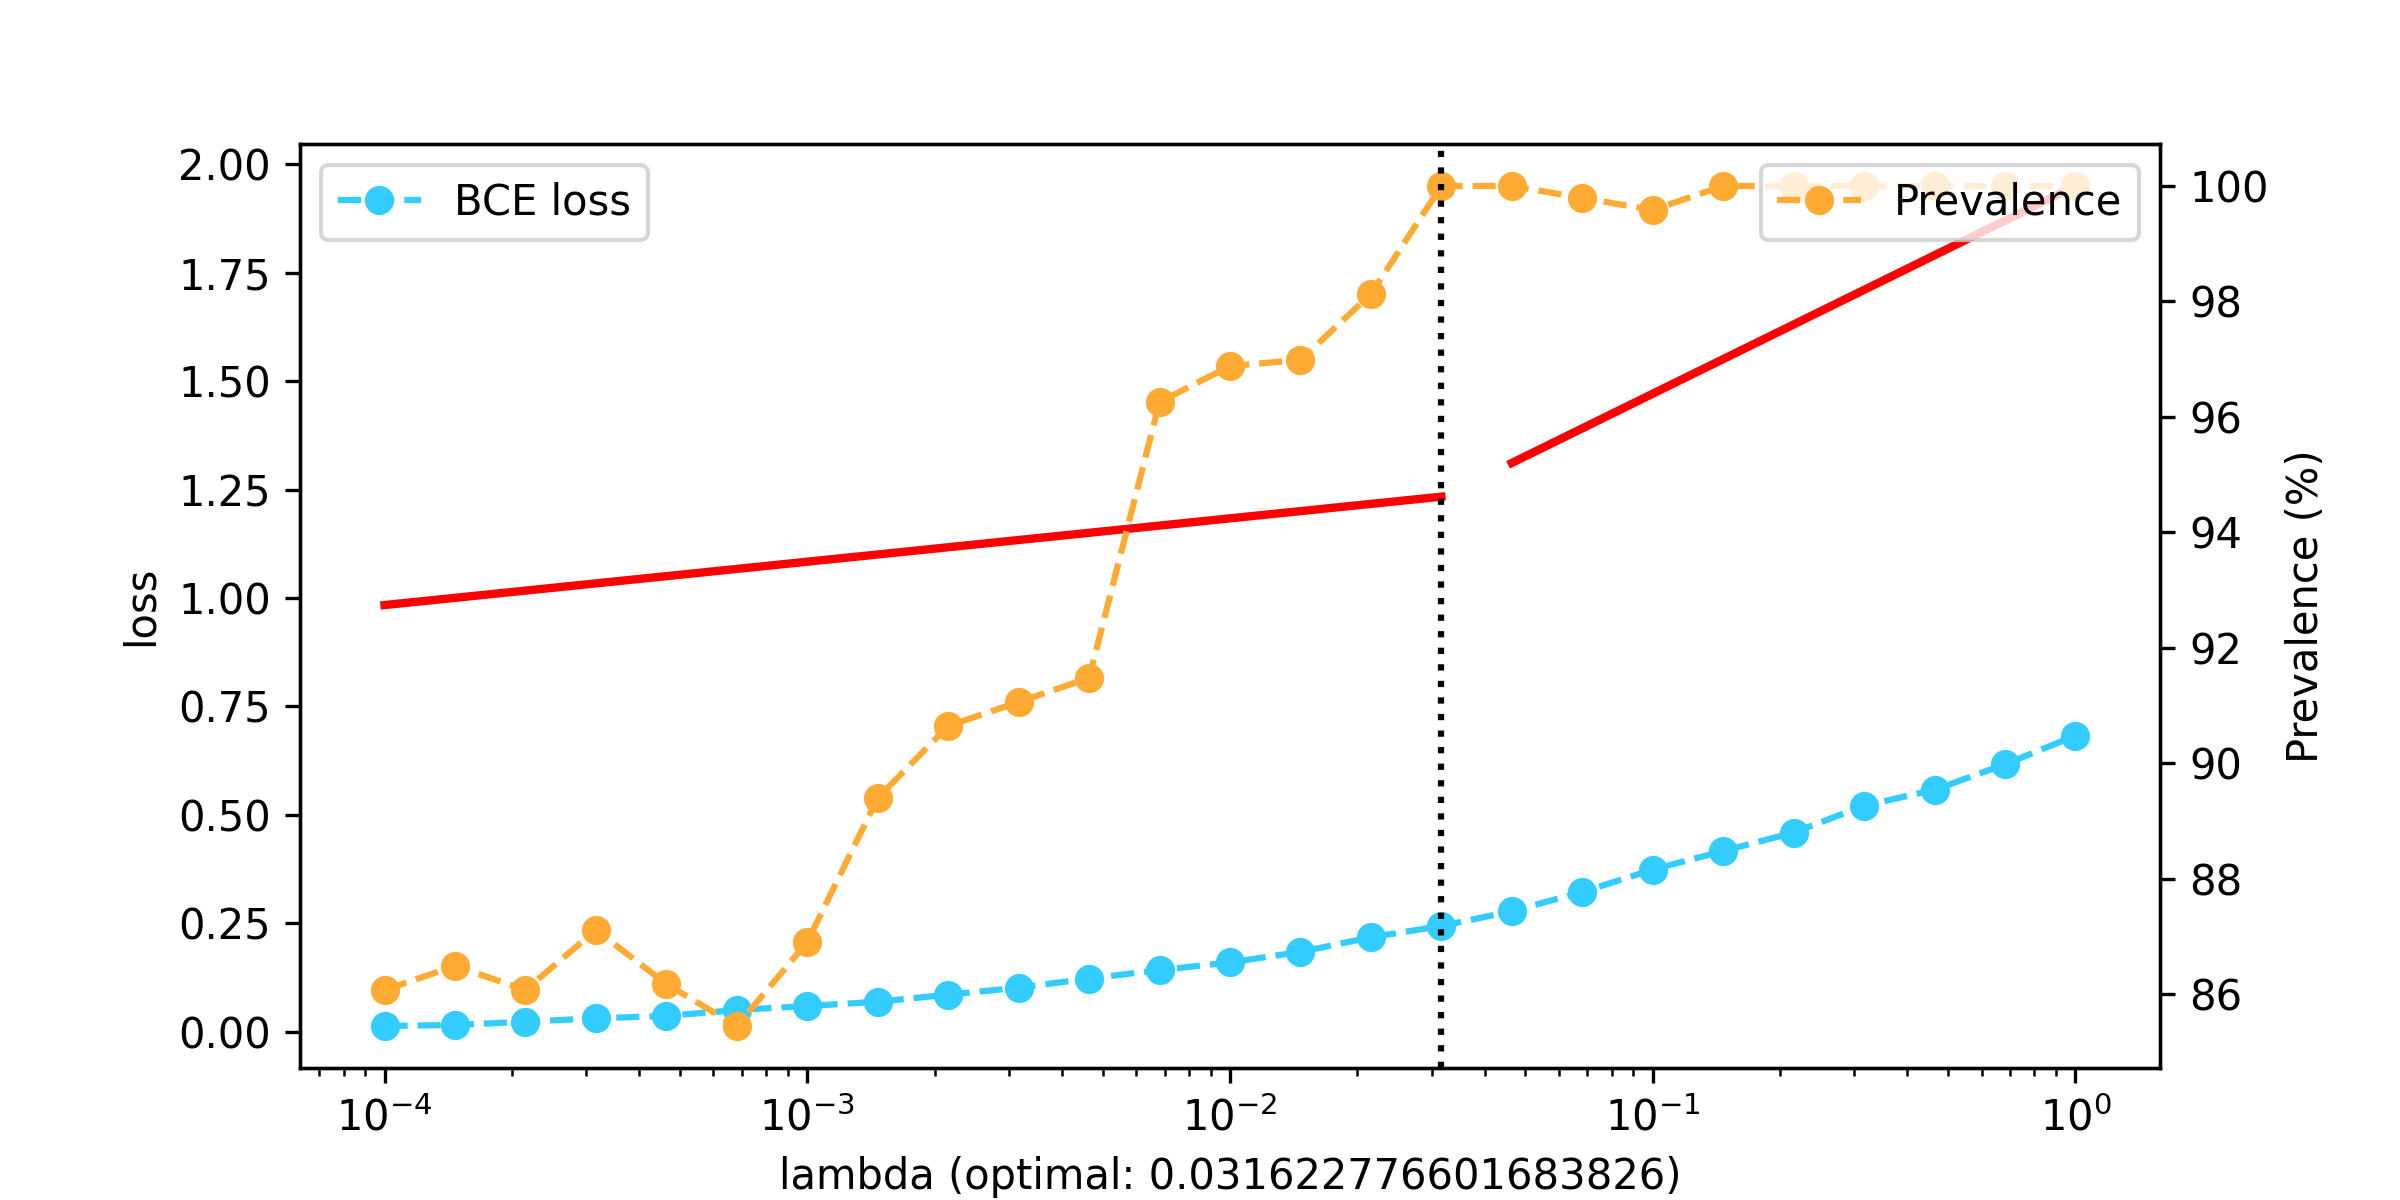 BCE loss
Prevalence
2.00
1.75
1.50
1.25
1.00
0.75
0.50
0.25
0.00
loss
100
98
96
94
92
90
88
86
Prevalence (%)
10⁻⁴ 10⁻³ 10⁻² 10⁻¹ 10⁰
lambda (optimal: 0.031622776601683826)